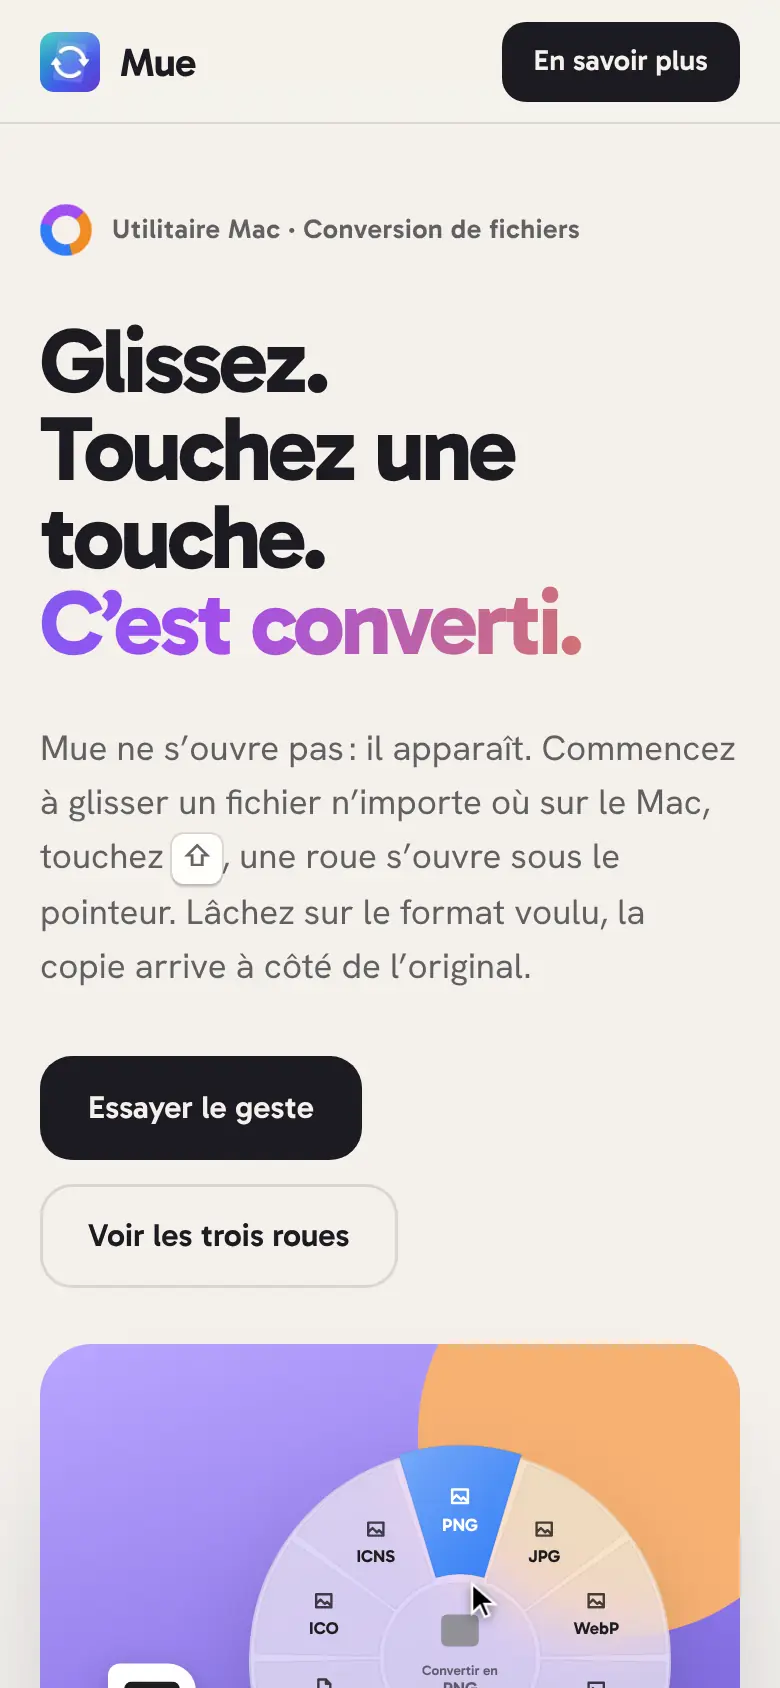 Mue
En savoir plus
Utilitaire Mac · Conversion de fichiers
Glissez.
Touchez une
touche.
C’est converti.
Mue ne s’ouvre pas : il apparaît. Commencez
à glisser un fichier n’importe où sur le Mac,
touchez ⇧, une roue s’ouvre sous le
pointeur. Lâchez sur le format voulu, la
copie arrive à côté de l’original.
Essayer le geste
Voir les trois roues
PNG
ICNS
JPG
ICO
WebP
Convertir en
PNG